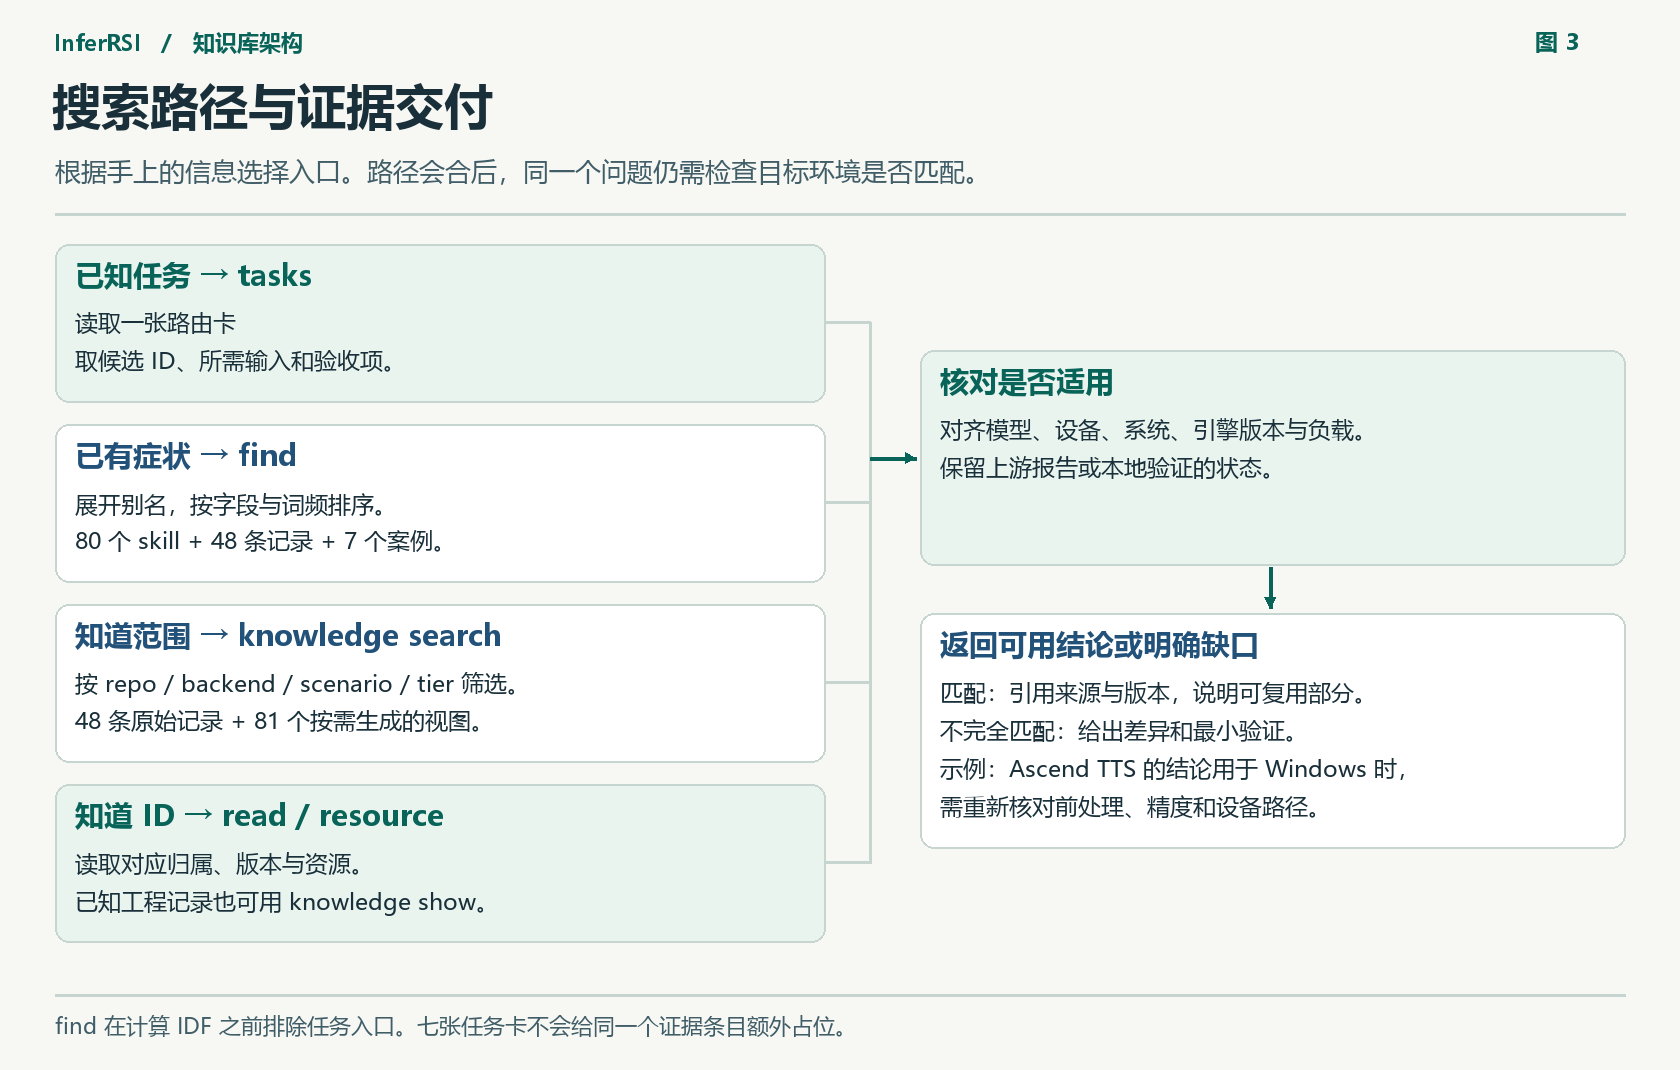 InferRSI / 知识库架构
图 3
搜索路径与证据交付
根据手上的信息选择入口。路径会合后，同一个问题仍需检查目标环境是否匹配。
已知任务 → tasks
读取一张路由卡
取候选 ID、所需输入和验收项。
已有症状 → find
展开别名，按字段与词频排序。
80 个 skill + 48 条记录 + 7 个案例。
知道范围 → knowledge search
按 repo / backend / scenario / tier 筛选。
48 条原始记录 + 81 个按需生成的视图。
知道 ID → read / resource
读取对应归属、版本与资源。
已知工程记录也可用 knowledge show。
核对是否适用
对齐模型、设备、系统、引擎版本与负载。
保留上游报告或本地验证的状态。
返回可用结论或明确缺口
匹配：引用来源与版本，说明可复用部分。
不完全匹配：给出差异和最小验证。
示例：Ascend TTS 的结论用于 Windows 时，
需重新核对前处理、精度和设备路径。
find 在计算 IDF 之前排除任务入口。七张任务卡不会给同一个证据条目额外占位。